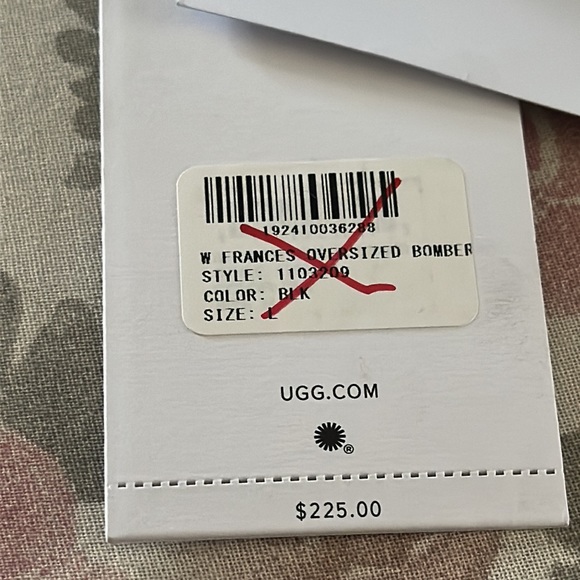 192410036288
W FRANCES OVERSIZED BOMBER
STYLE: 1103209
COLOR: BLK
SIZE: L
UGG.COM
®
$225.00